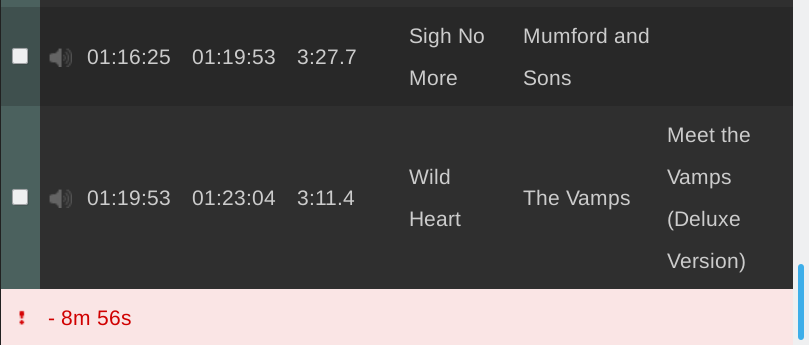 01:16:25 01:19:53 3:27.7 Sigh No More Mumford and Sons
01:19:53 01:23:04 3:11.4 Wild Heart The Vamps Meet the Vamps (Deluxe Version)
- 8m 56s